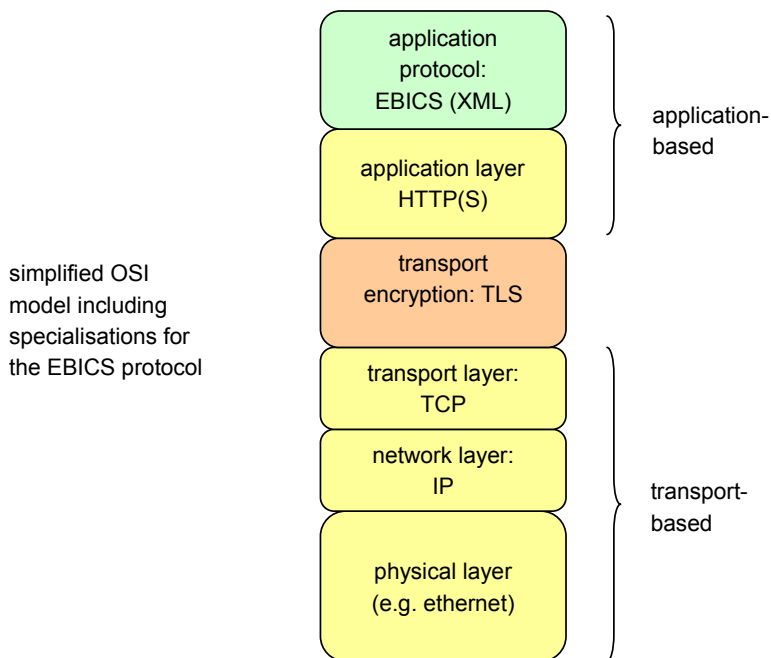 application
protocol:
EBICS (XML)
application-
based
application layer
HTTP(S)
simplified OSI
model including
specialisations for
the EBICS protocol
transport
encryption: TLS
transport layer:
TCP
network layer:
IP
transport-
based
physical layer
(e.g. ethernet)